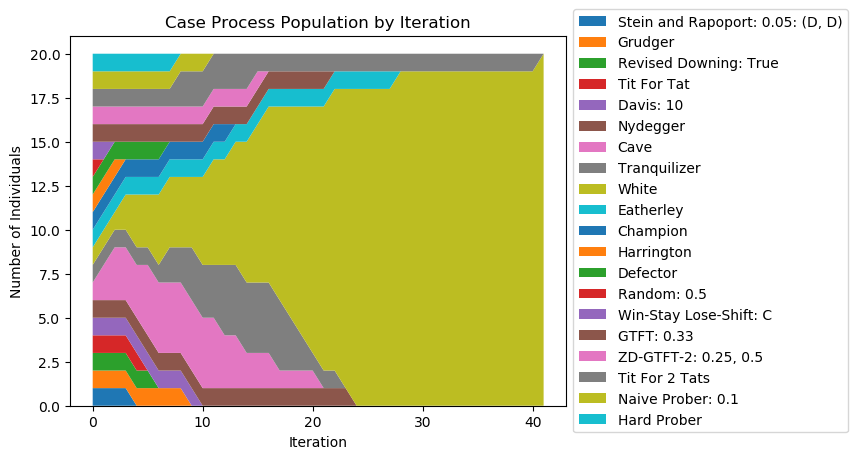 Case Process Population by Iteration
20.0
17.5
15.0
12.5
10.0
7.5
5.0
2.5
0.0
Number of Individuals
0 10 20 30 40
Iteration
Stein and Rapoport: 0.05: (D, D)
Grudger
Revised Downing: True
Tit For Tat
Davis: 10
Nydegger
Cave
Tranquilizer
White
Eatherley
Champion
Harrington
Defector
Random: 0.5
Win-Stay Lose-Shift: C
GTFT: 0.33
ZD-GTFT-2: 0.25, 0.5
Tit For 2 Tats
Naive Prober: 0.1
Hard Prober